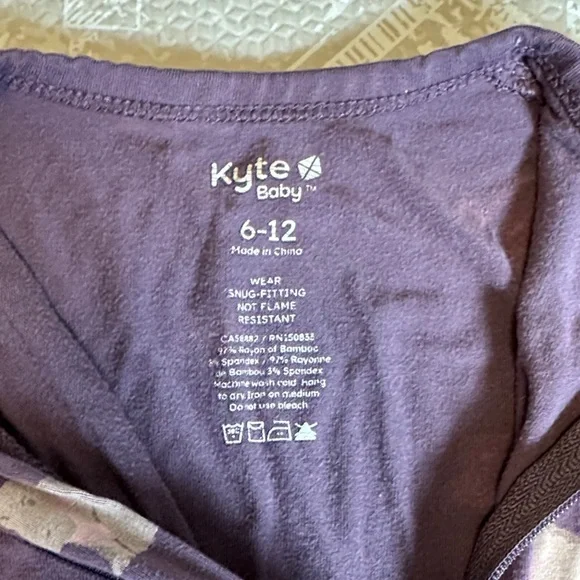 Kyte
Baby™
6-12
Made in China
WEAR
SNUG-FITTING
NOT FLAME
RESISTANT
CA58882 / RN150833
97% Rayon of Bamboo
3% Spandex / 97% Rayonne
de Bambou 3% Spandex
Machine wash cold hang
to dry. Iron on medium
Do not use bleach